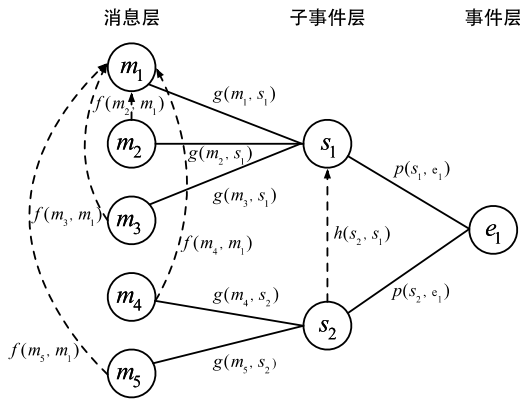 消息层 子事件层 事件层
m1
g(m1, s1)
f(m2, m1)
m2
g(m2, s1)
s1
p(s1, e1)
g(m3, s1)
f(m3, m1)
m3
f(m4, m1)
h(s2, s1)
e1
m4
g(m4, s2)
p(s2, e1)
s2
f(m5, m1)
g(m5, s2)
m5